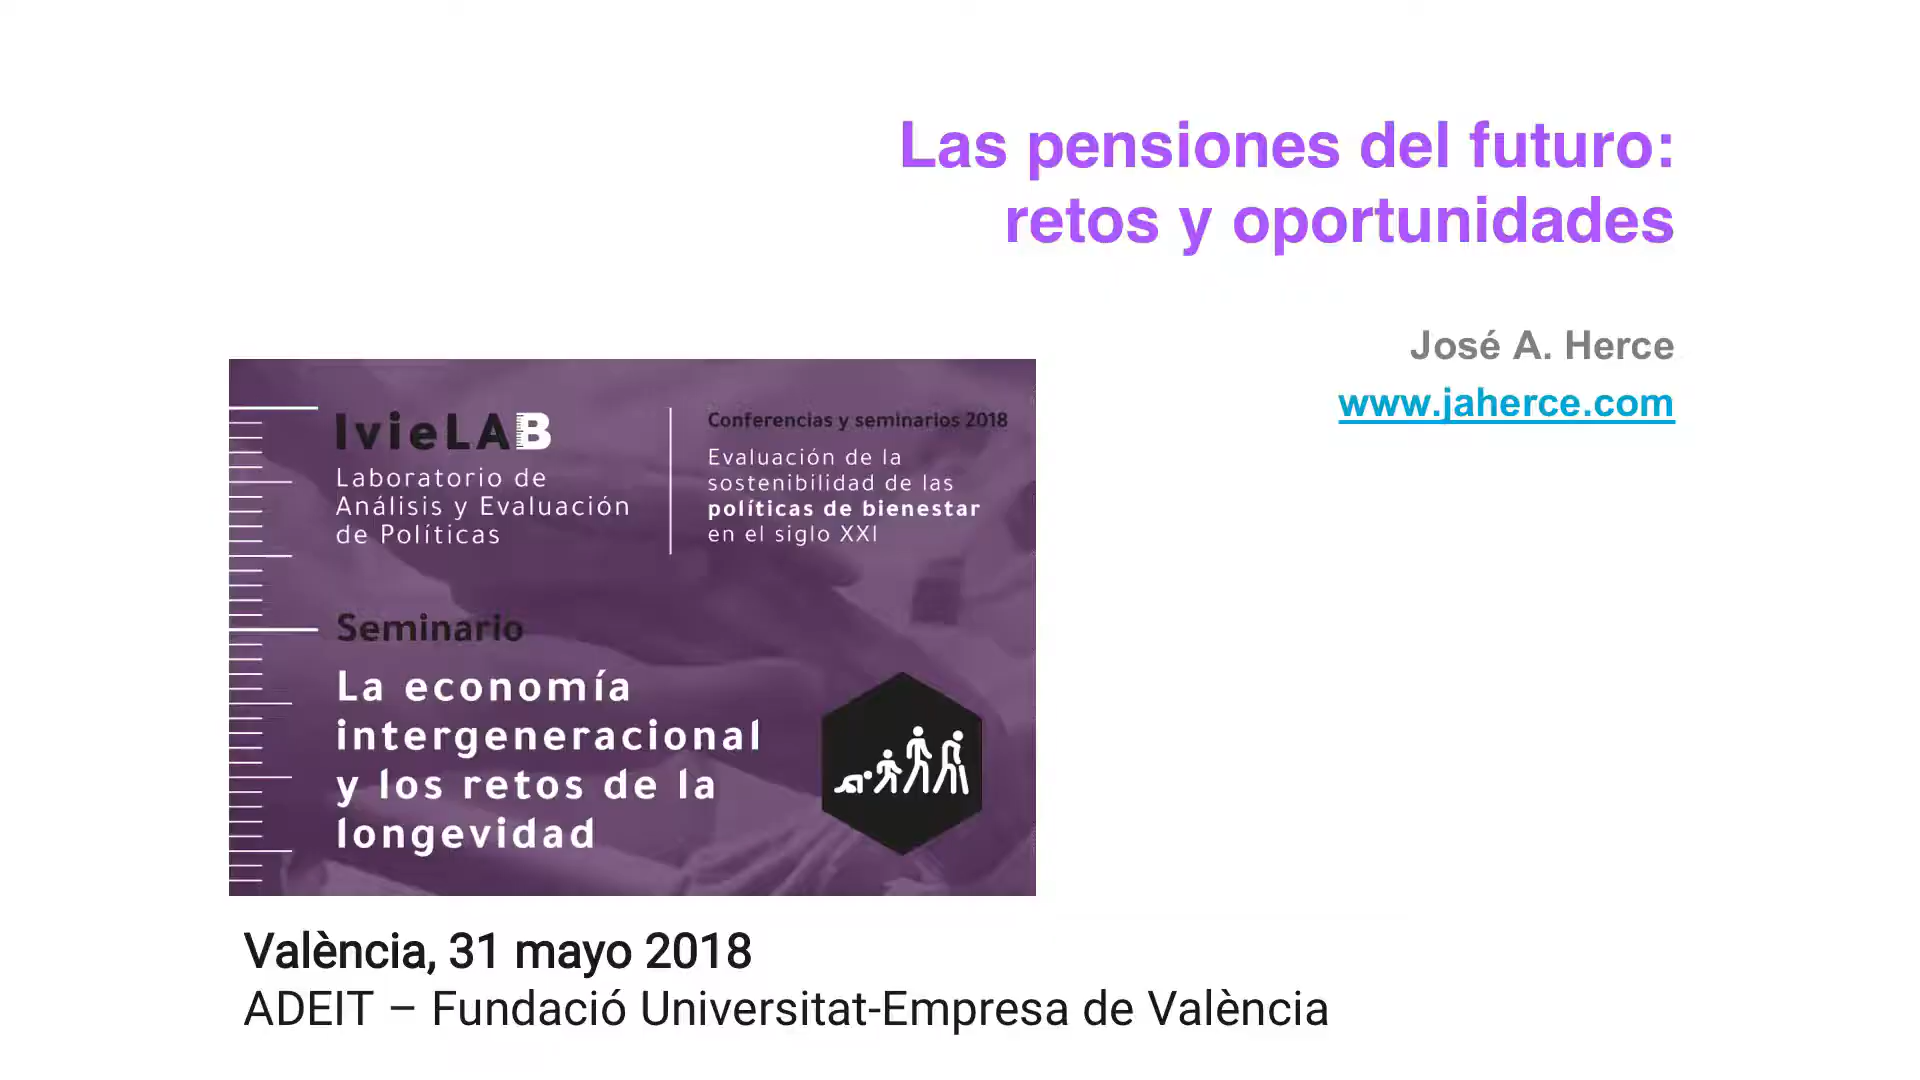 Las pensiones del futuro:
retos y oportunidades
José A. Herce
www.jaherce.com
IvieLAB
Laboratorio de
Análisis y Evaluación
de Políticas
Conferencias y seminarios 2018
Evaluación de la
sostenibilidad de las
políticas de bienestar
en el siglo XXI
Seminario
La economía
intergeneracional
y los retos de la
longevidad
València, 31 mayo 2018
ADEIT – Fundació Universitat-Empresa de València